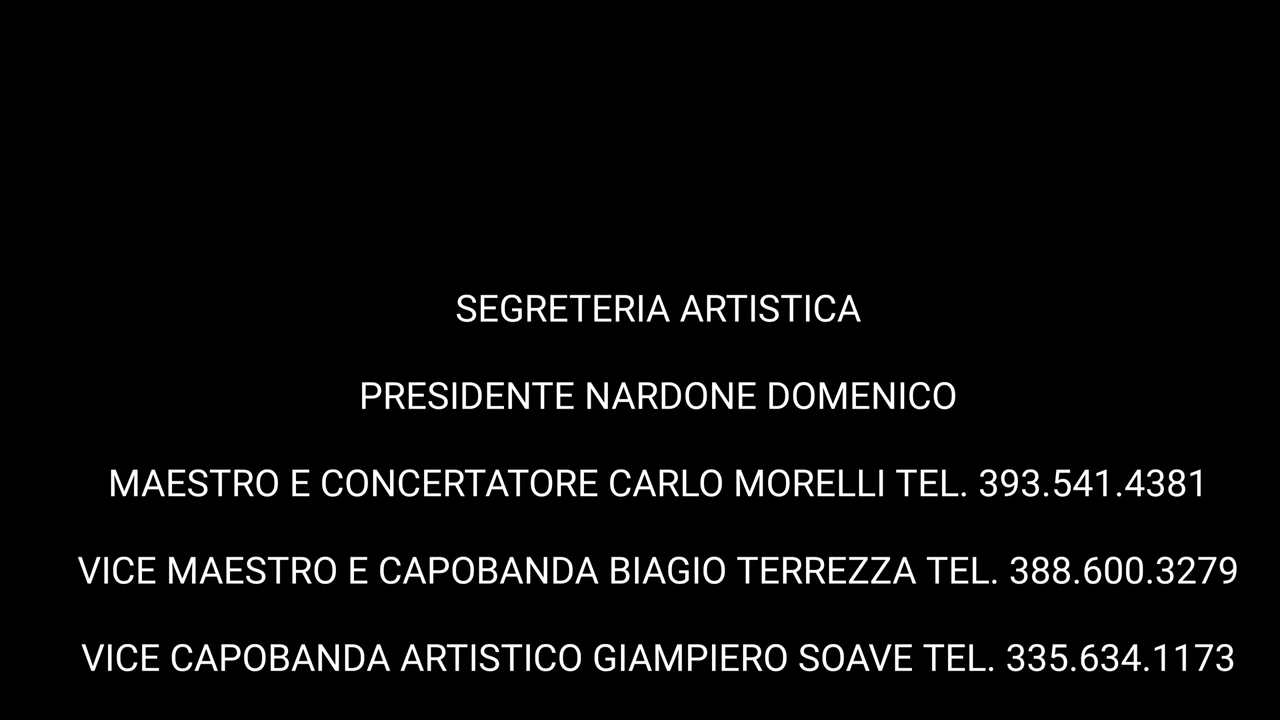 SEGRETERIA ARTISTICA
PRESIDENTE NARDONE DOMENICO
MAESTRO E CONCERTATORE CARLO MORELLI TEL. 393.541.4381
VICE MAESTRO E CAPOBANDA BIAGIO TERREZZA TEL. 388.600.3279
VICE CAPOBANDA ARTISTICO GIAMPIERO SOAVE TEL. 335.634.1173